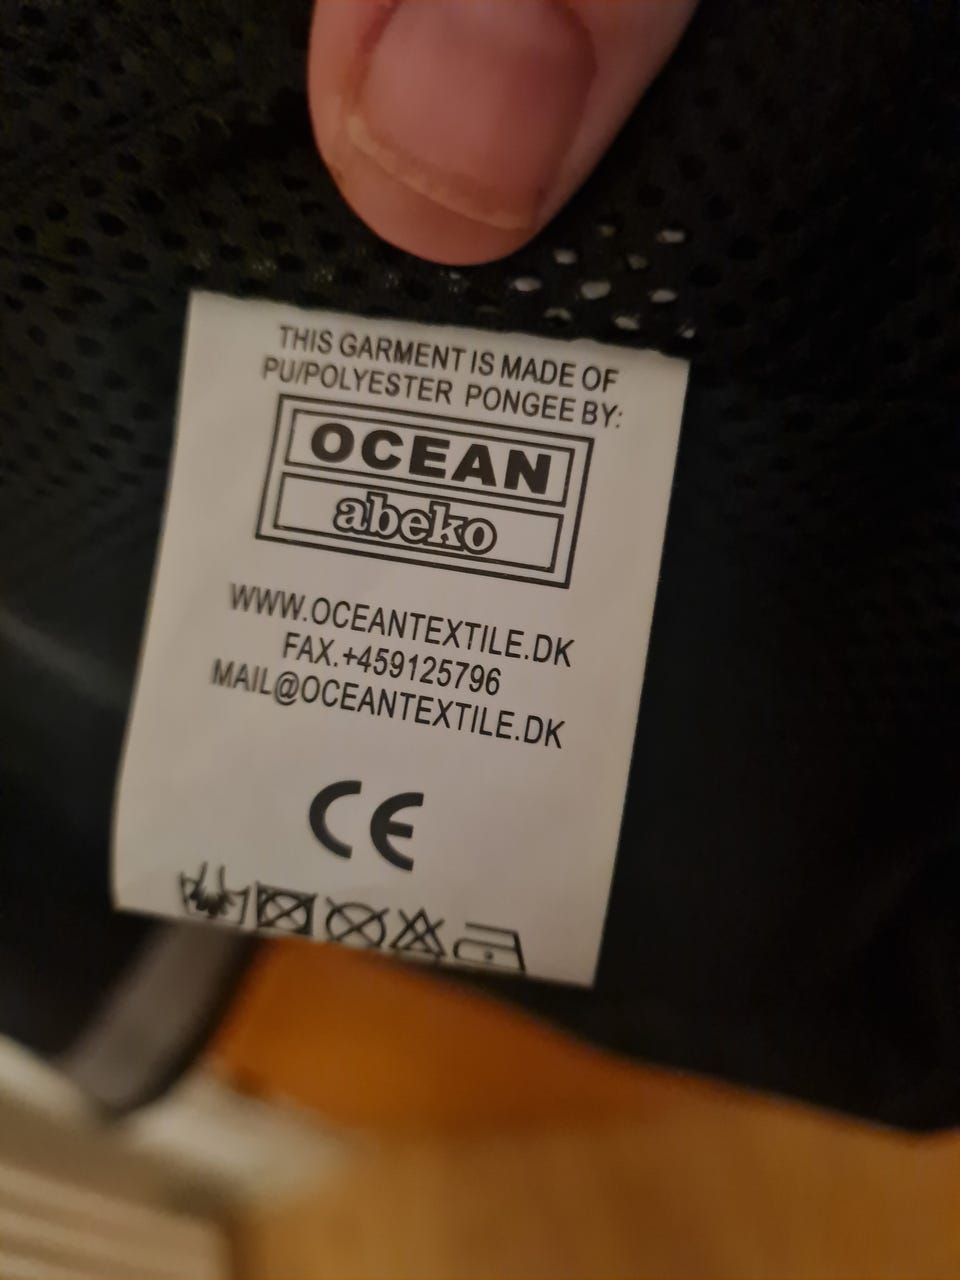 THIS GARMENT IS MADE OF
PU/POLYESTER PONGEE BY:
OCEAN
abeko
WWW.OCEANTEXTILE.DK
FAX.+459125796
MAIL@OCEANTEXTILE.DK
CE